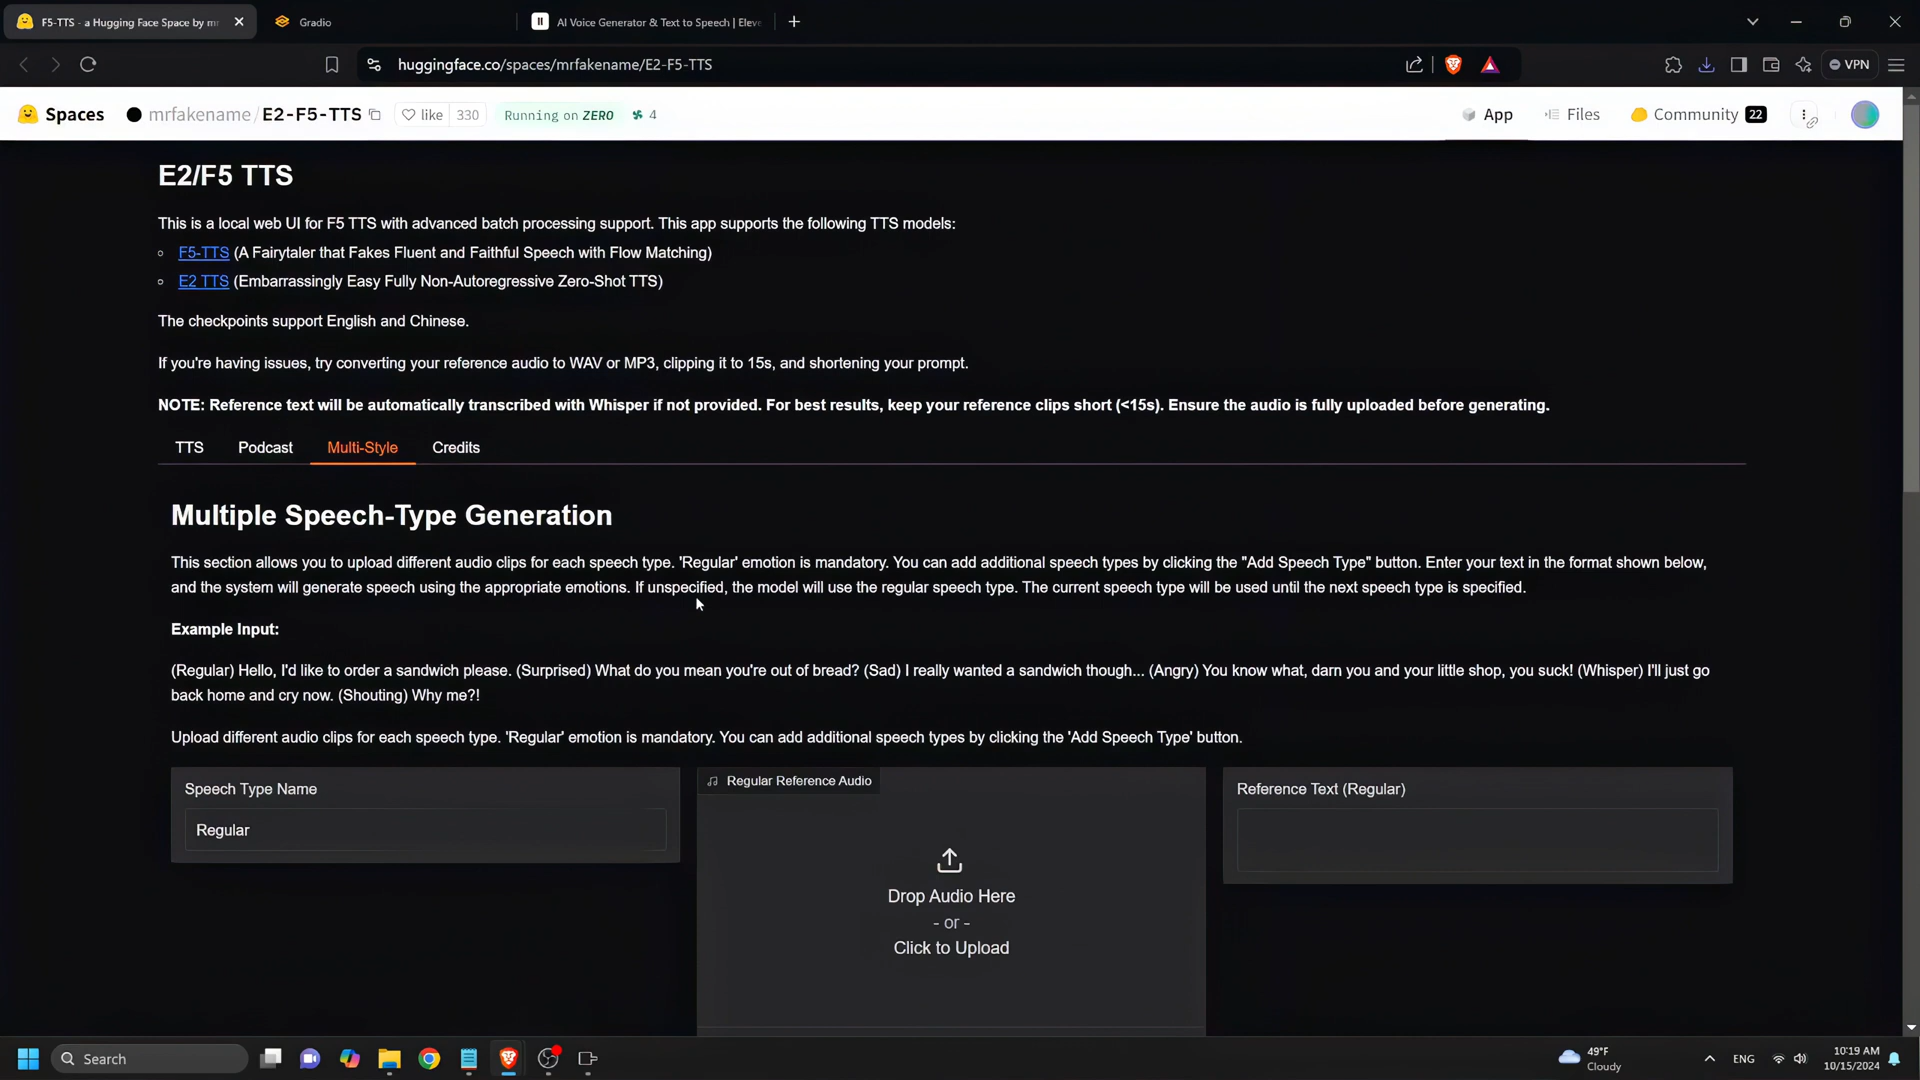 F5-TTS - a Hugging Face Space by mr
Gradio
AI Voice Generator & Text to Speech | Eleve
huggingface.co/spaces/mrfakename/E2-F5-TTS
VPN
Spaces
mrfakename/E2-F5-TTS
like 330
Running on ZERO
4
App
Files
Community 22
E2/F5 TTS
This is a local web UI for F5 TTS with advanced batch processing support. This app supports the following TTS models:
F5-TTS (A Fairytaler that Fakes Fluent and Faithful Speech with Flow Matching)
E2 TTS (Embarrassingly Easy Fully Non-Autoregressive Zero-Shot TTS)
The checkpoints support English and Chinese.
If you're having issues, try converting your reference audio to WAV or MP3, clipping it to 15s, and shortening your prompt.
NOTE: Reference text will be automatically transcribed with Whisper if not provided. For best results, keep your reference clips short (<15s). Ensure the audio is fully uploaded before generating.
TTS
Podcast
Multi-Style
Credits
Multiple Speech-Type Generation
This section allows you to upload different audio clips for each speech type. 'Regular' emotion is mandatory. You can add additional speech types by clicking the "Add Speech Type" button. Enter your text in the format shown below,
and the system will generate speech using the appropriate emotions. If unspecified, the model will use the regular speech type. The current speech type will be used until the next speech type is specified.
Example Input:
(Regular) Hello, I'd like to order a sandwich please. (Surprised) What do you mean you're out of bread? (Sad) I really wanted a sandwich though... (Angry) You know what, darn you and your little shop, you suck! (Whisper) I'll just go
back home and cry now. (Shouting) Why me?!
Upload different audio clips for each speech type. 'Regular' emotion is mandatory. You can add additional speech types by clicking the 'Add Speech Type' button.
Speech Type Name
Regular
Regular Reference Audio
Drop Audio Here
- or -
Click to Upload
Reference Text (Regular)
Search
49°F
Cloudy
ENG
10:19 AM
10/15/2024